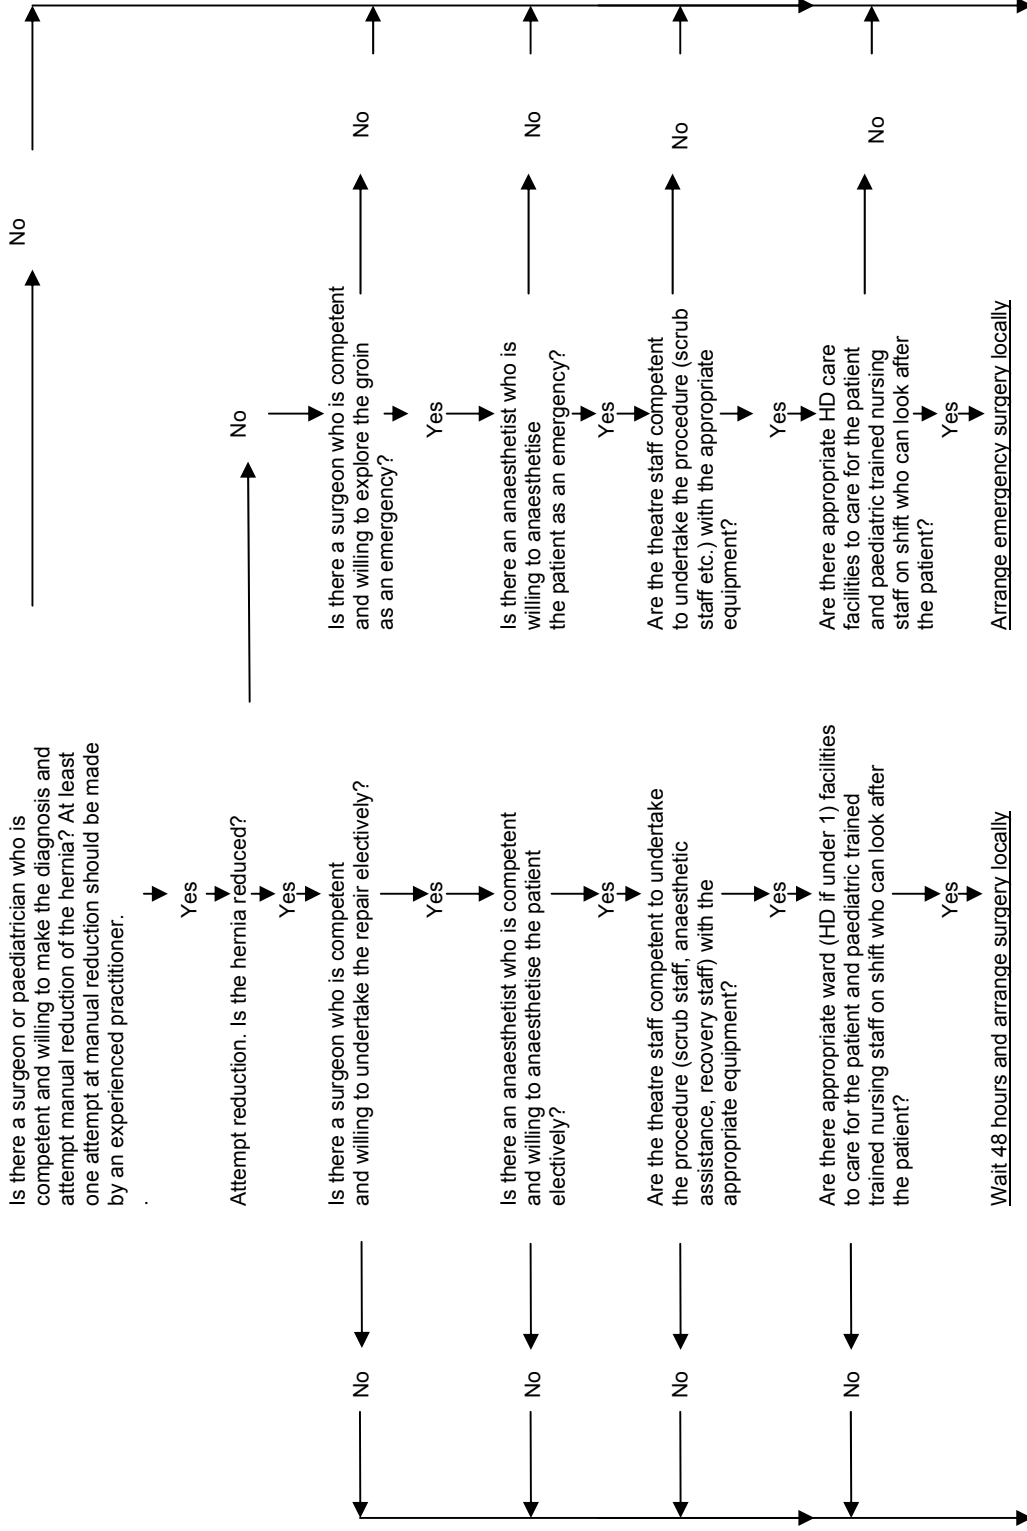 Is there a surgeon or paediatrician who is
competent and willing to make the diagnosis and
attempt manual reduction of the hernia? At least
one attempt at manual reduction should be made
by an experienced practitioner.
.
No
Yes
Attempt reduction. Is the hernia reduced?
No
Yes
Is there a surgeon who is competent
and willing to undertake the repair electively?
No
Yes
Is there an anaesthetist who is competent
and willing to anaesthetise the patient
electively?
No
Yes
Are the theatre staff competent to undertake
the procedure (scrub staff, anaesthetic
assistance, recovery staff) with the
appropriate equipment?
No
Yes
Are there appropriate ward (HD if under 1) facilities
to care for the patient and paediatric trained
trained nursing staff on shift who can look after
the patient?
No
Yes
Wait 48 hours and arrange surgery locally
Is there a surgeon who is competent
and willing to explore the groin
as an emergency?
No
Yes
Is there an anaesthetist who is
willing to anaesthetise
the patient as an emergency?
No
Yes
Are the theatre staff competent
to undertake the procedure (scrub
staff etc.) with the appropriate
equipment?
No
Yes
Are there appropriate HD care
facilities to care for the patient
and paediatric trained nursing
staff on shift who can look after
the patient?
No
Yes
Arrange emergency surgery locally